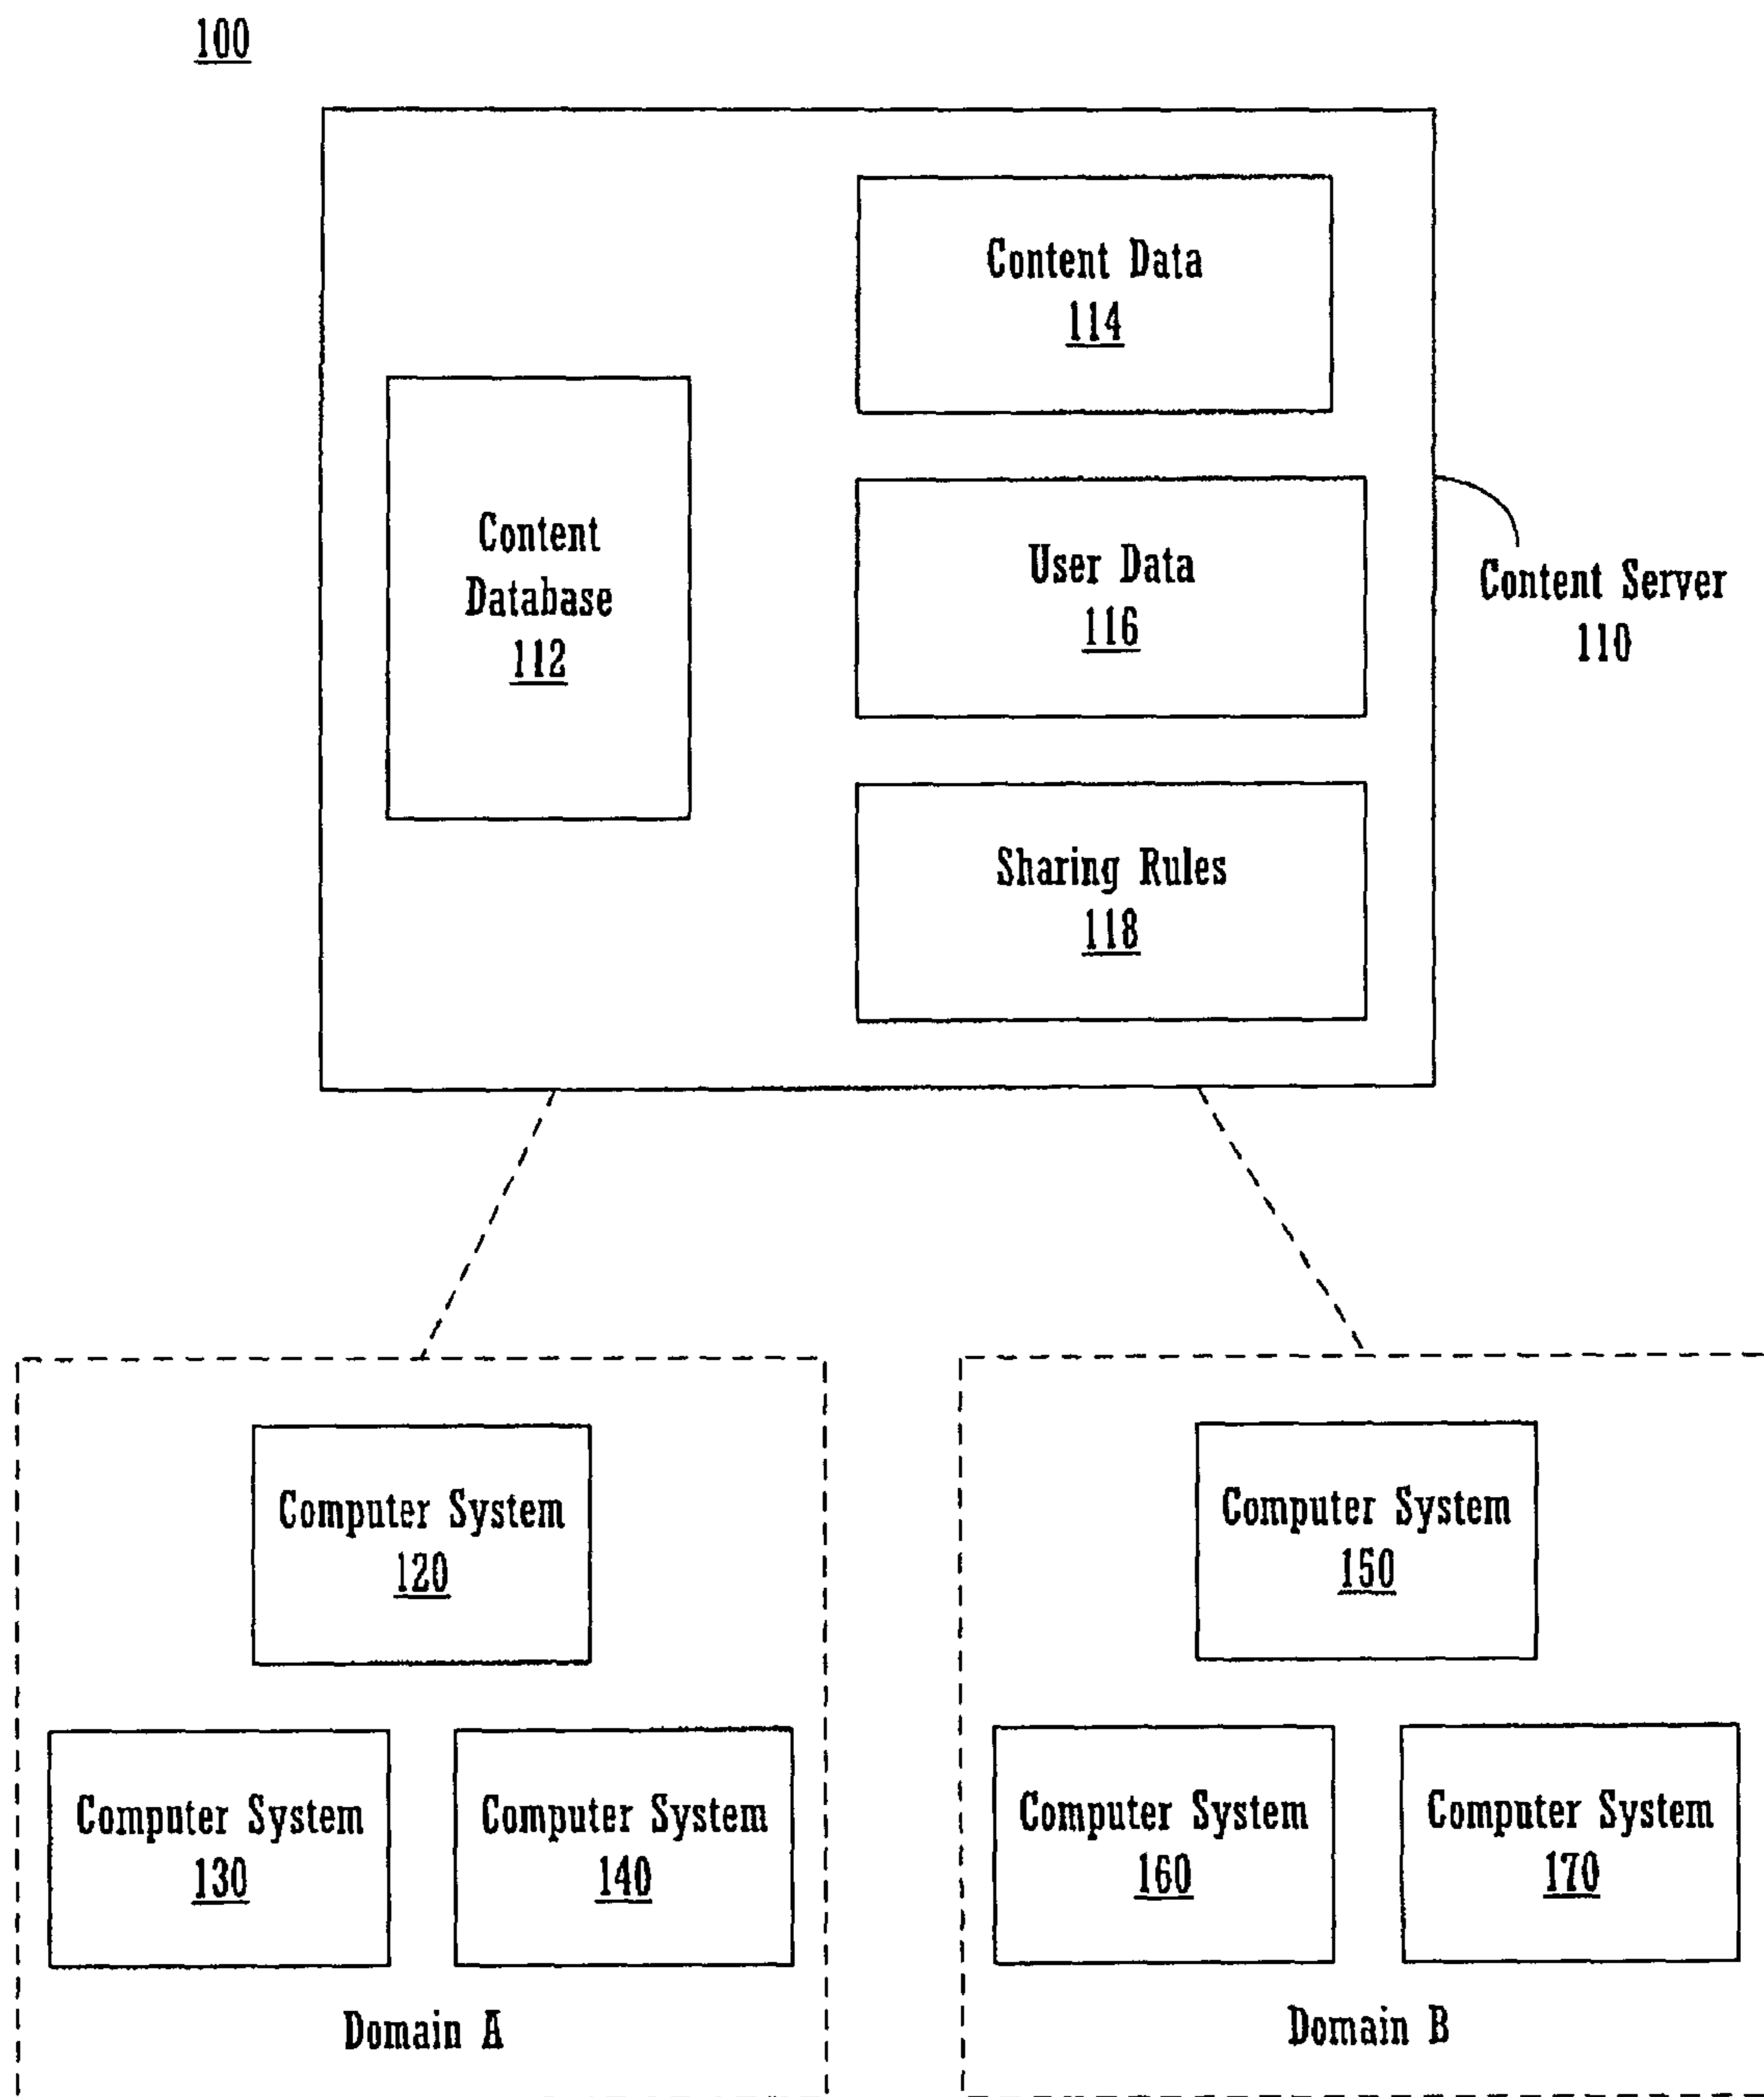 100
Content Data
114
Content
Database
112
User Data
116
Content Server
110
Sharing Rules
118
Computer System
120
Computer System
130
Computer System
140
Domain A
Computer System
150
Computer System
160
Computer System
170
Domain B